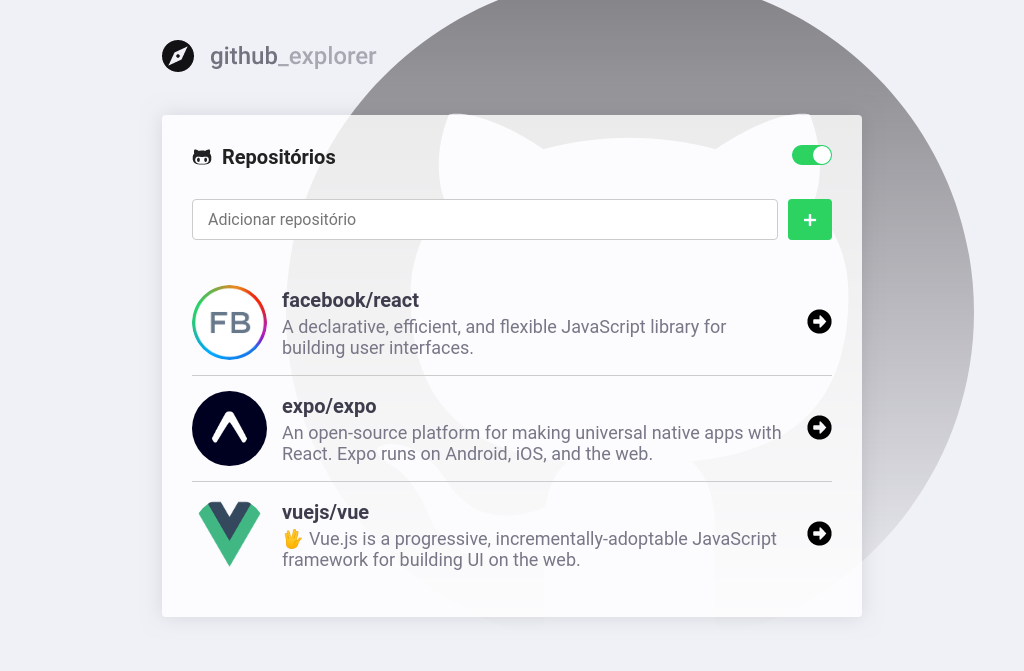 github_explorer
Repositórios
Adicionar repositório
+
FB
facebook/react
A declarative, efficient, and flexible JavaScript library for
building user interfaces.
expo/expo
An open-source platform for making universal native apps with
React. Expo runs on Android, iOS, and the web.
vuejs/vue
🖖 Vue.js is a progressive, incrementally-adoptable JavaScript
framework for building UI on the web.